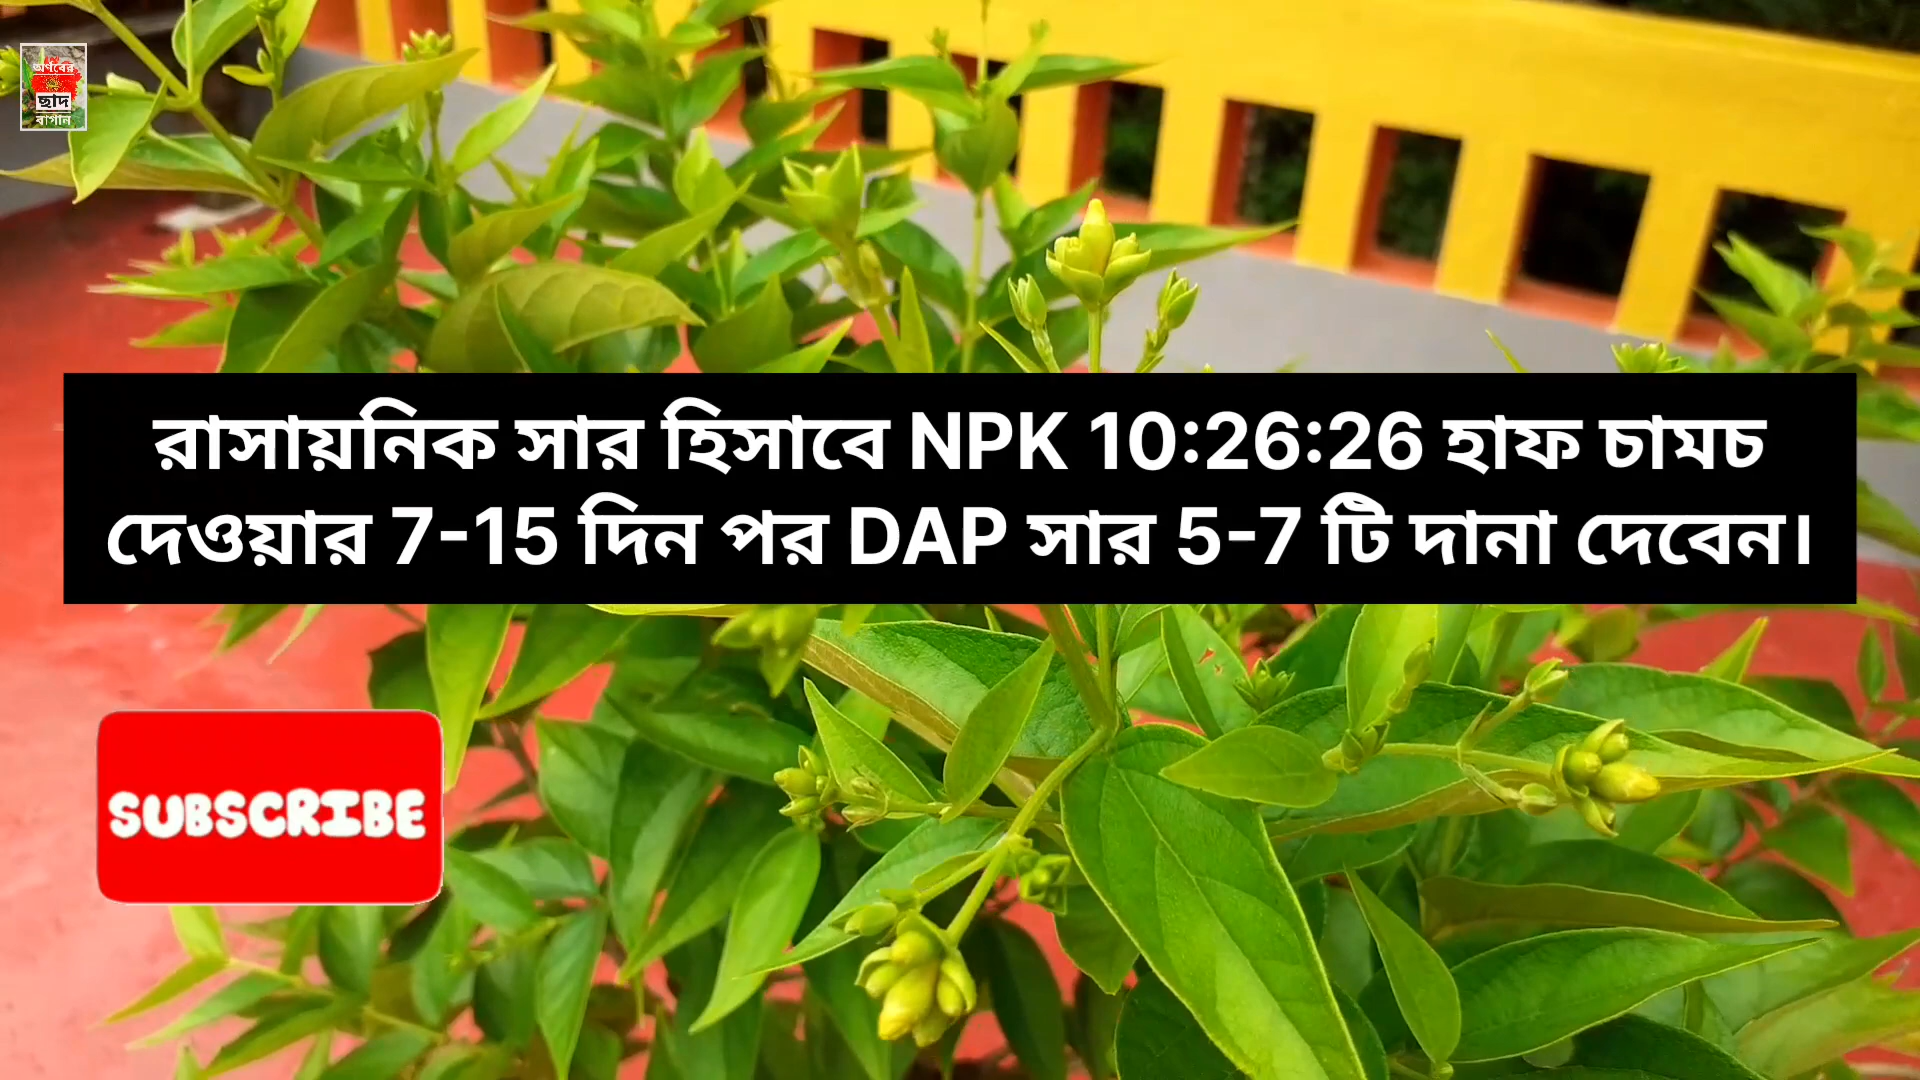 অর্ণবের
ছাদ
বাগান
রাসায়নিক সার হিসাবে NPK 10:26:26 হাফ চামচ
দেওয়ার 7-15 দিন পর DAP সার 5-7 টি দানা দেবেন।
SUBSCRIBE